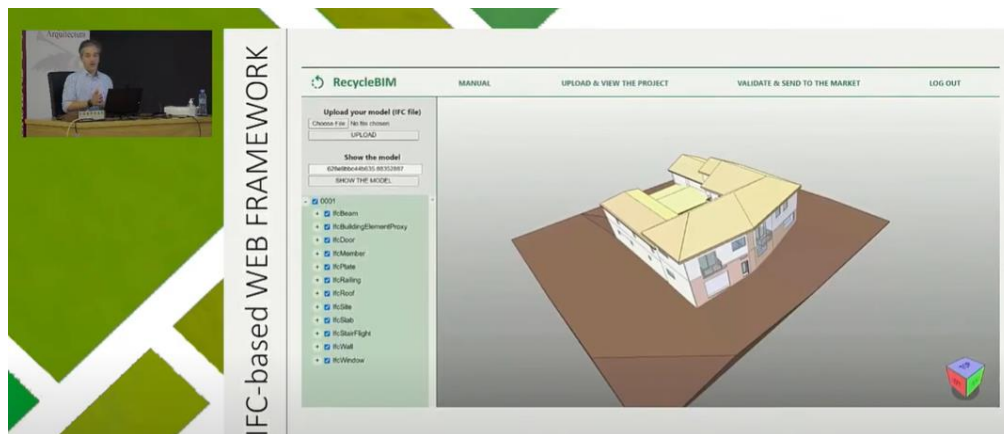 Arquitectura
IFC-based WEB FRAMEWORK
RecycleBIM
MANUAL
UPLOAD & VIEW THE PROJECT
VALIDATE & SEND TO THE MARKET
LOG OUT
Upload your model (IFC file)
Choose File No file chosen
UPLOAD
Show the model
SHOW THE MODEL
0001
IfcBeam
IfcBuildingElementProxy
IfcDoor
IfcMember
IfcPlate
IfcRailing
IfcRoof
IfcSite
IfcSlab
IfcStairFlight
IfcWall
IfcWindow